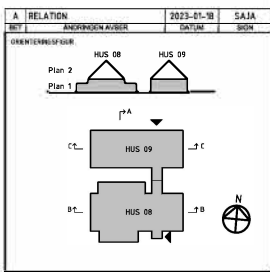 A RELATION 2023-01-18 SAJA
BET ÄNDRINGEN AVSER DATUM SIGN
ORIENTERINGSFIGUR
HUS 08 HUS 09
Plan 2
Plan 1
A
C HUS 09 C
N
B HUS 08 B